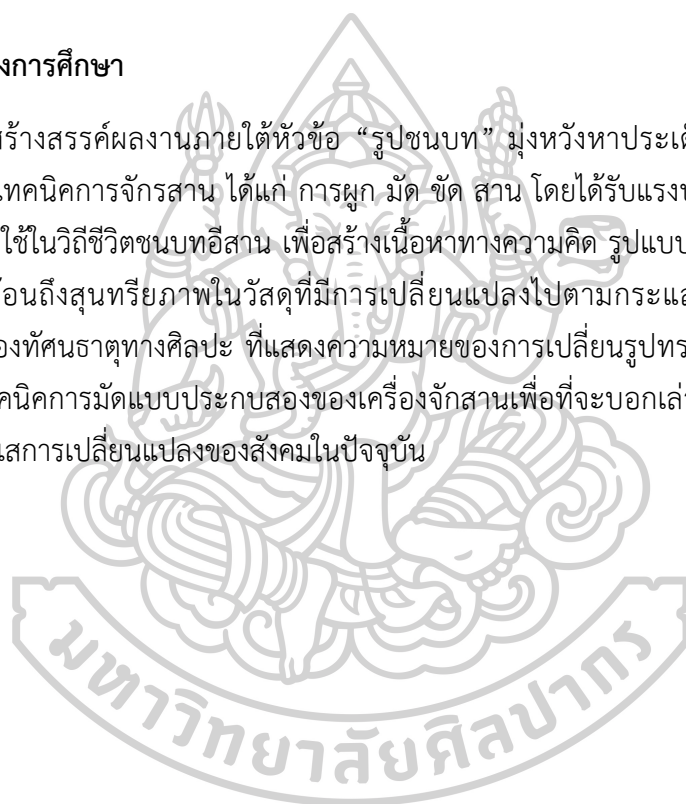 งการศึกษา
สร้างสรรค์ผลงานภายใต้หัวข้อ “รูปชนบท” มุ่งหวังหาประเด็
เทคนิคการจักรสาน ได้แก่ การผูก มัด ขัด สาน โดยได้รับแรงบ
ใช้ในวิถีชีวิตชนบทอีสาน เพื่อสร้างเนื้อหาทางความคิด รูปแบบ
ท้อนถึงสุนทรียภาพในวัสดุที่มีการเปลี่ยนแปลงไปตามกระแส
องทัศนธาตุทางศิลปะ ที่แสดงความหมายของการเปลี่ยนรูปทร
คนิคการมัดแบบประกบสองของเครื่องจักสานเพื่อที่จะบอกเล่า
แสการเปลี่ยนแปลงของสังคมในปัจจุบัน
มหาวิทยาลัยศิลปากร